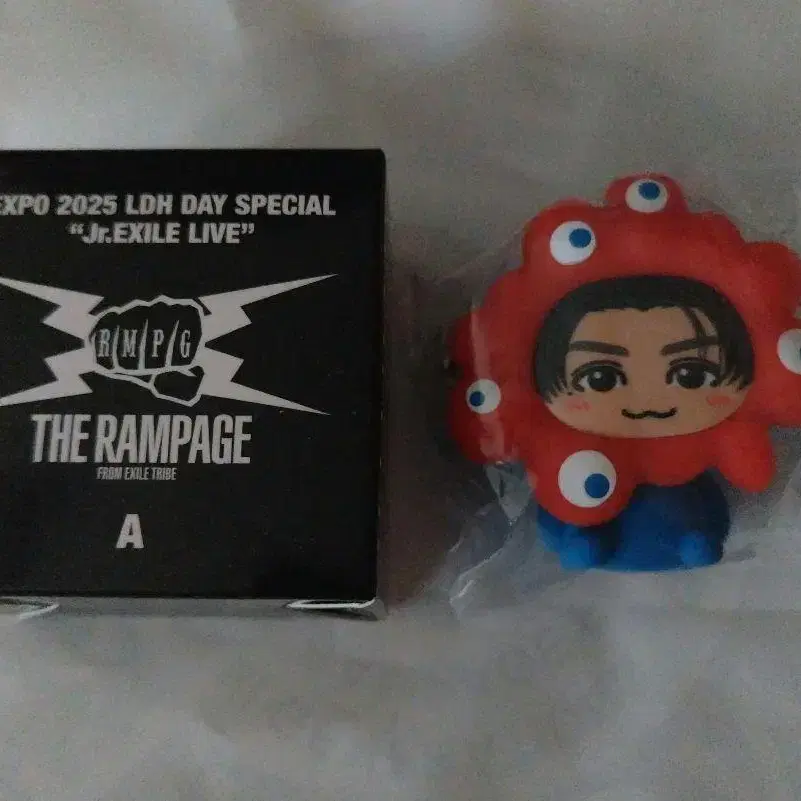 EXPO 2025 LDH DAY SPECIAL
“Jr.EXILE LIVE”
RMPG
THE RAMPAGE
FROM EXILE TRIBE
A